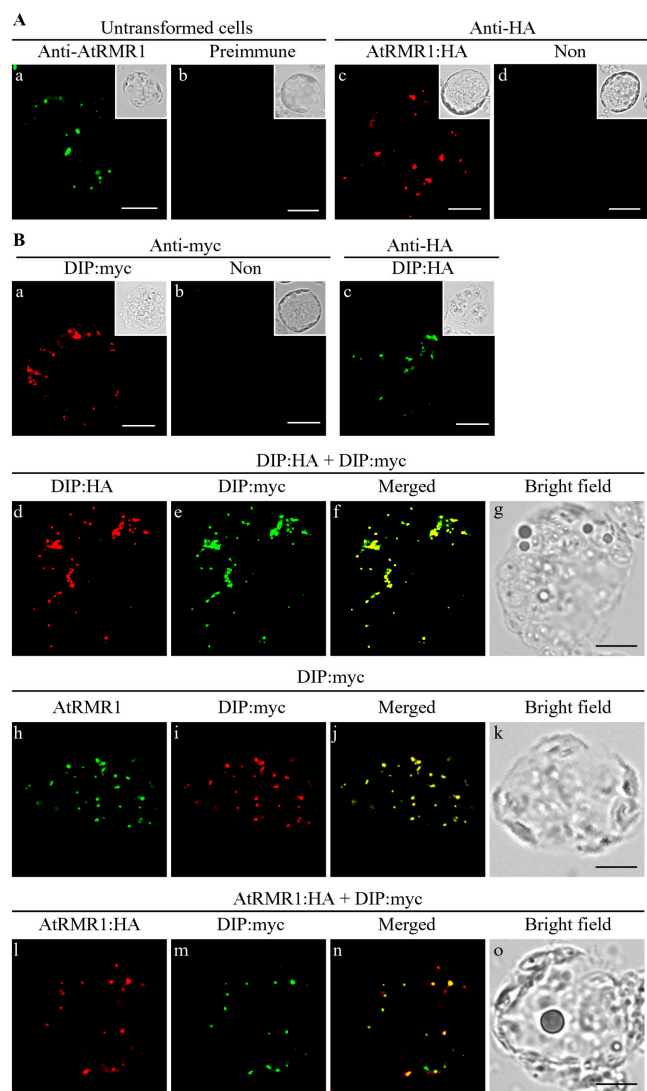 A
Untransformed cells Anti-HA
Anti-AtRMR1 Preimmune AtRMR1:HA Non
a b c d
B
Anti-myc Anti-HA
DIP:myc Non DIP:HA
a b c
DIP:HA + DIP:myc
DIP:HA DIP:myc Merged Bright field
d e f g
DIP:myc
AtRMR1 DIP:myc Merged Bright field
h i j k
AtRMR1:HA + DIP:myc
AtRMR1:HA DIP:myc Merged Bright field
l m n o